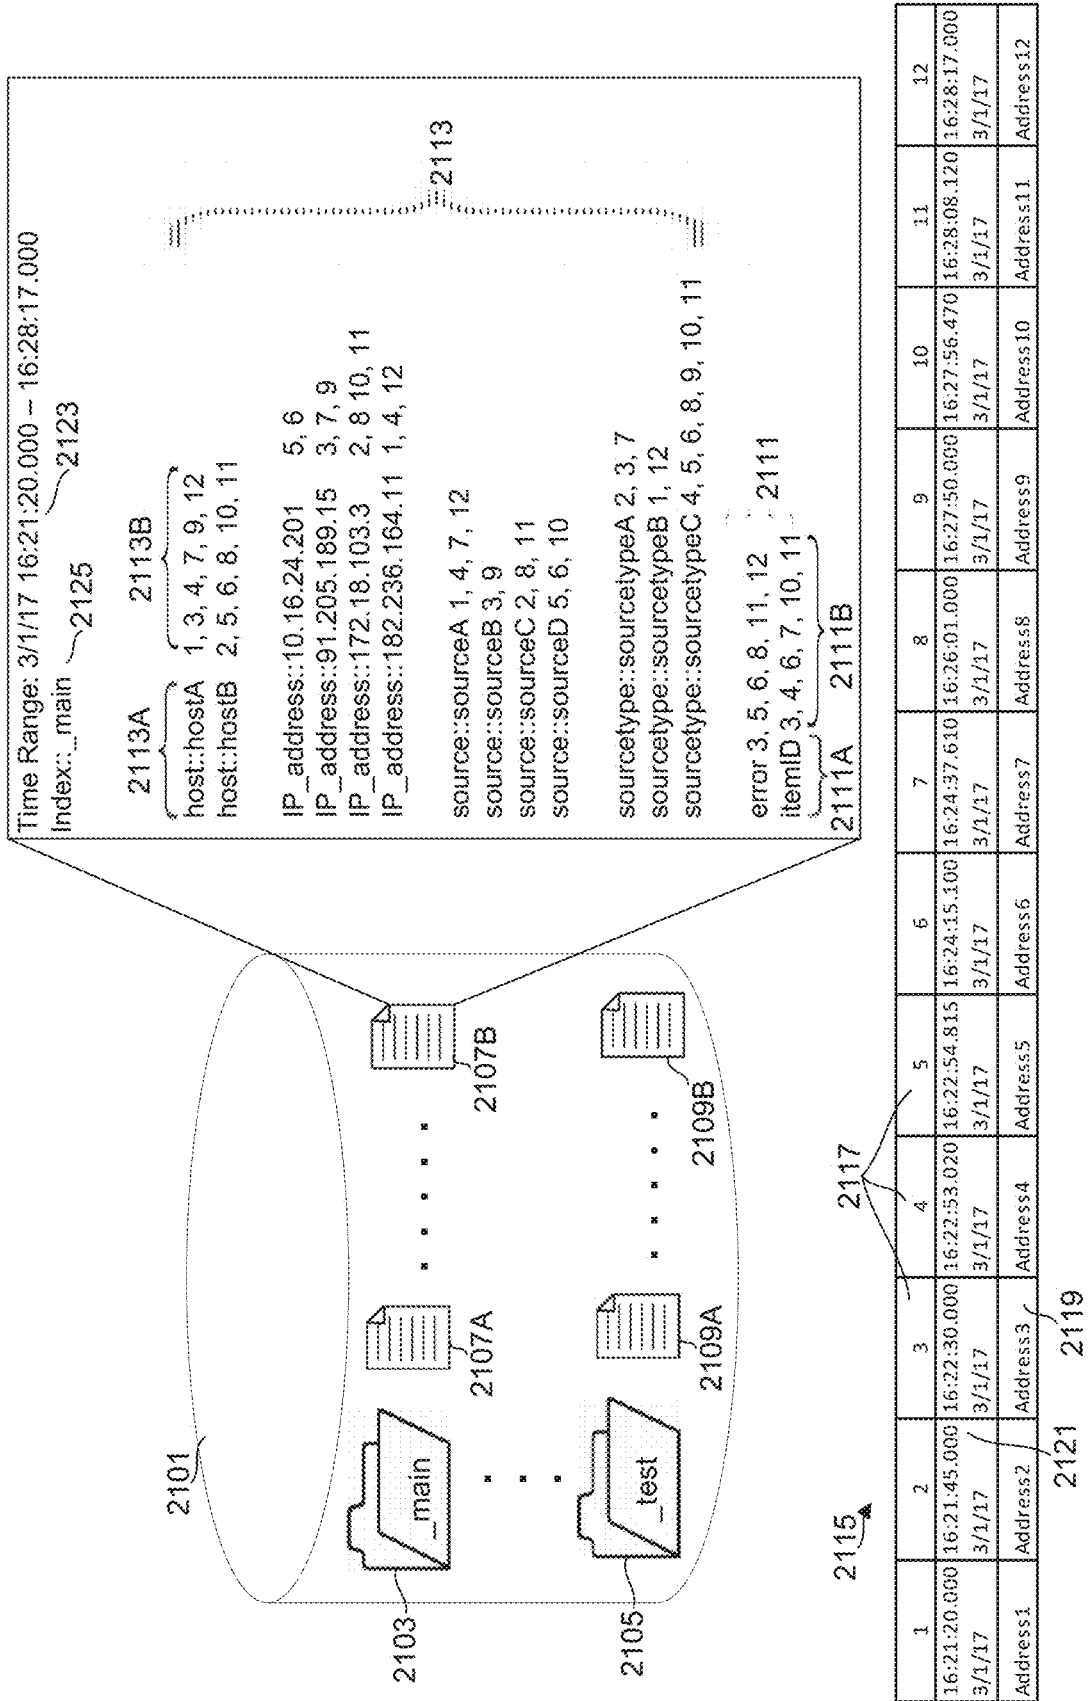 2101
2103
_main
2107A
2107B
2105
_test
2109A
2109B
Time Range: 3/1/17 16:21:20.000 – 16:28:17.000
Index::_main
2125
2123
2113A
2113B
host::hostA 1, 3, 4, 7, 9, 12
host::hostB 2, 5, 6, 8, 10, 11
IP_address::10.16.24.201 5, 6
IP_address::91.205.189.15 3, 7, 9
IP_address::172.18.103.3 2, 8 10, 11
IP_address::182.236.164.11 1, 4, 12
2113
source::sourceA 1, 4, 7, 12
source::sourceB 3, 9
source::sourceC 2, 8, 11
source::sourceD 5, 6, 10
sourcetype::sourcetypeA 2, 3, 7
sourcetype::sourcetypeB 1, 12
sourcetype::sourcetypeC 4, 5, 6, 8, 9, 10, 11
error 3, 5, 6, 8, 11, 12
itemID 3, 4, 6, 7, 10, 11
2111
2111A
2111B
2115
2117
1 2 3 4 5 6 7 8 9 10 11 12
16:21:20.000 16:21:45.000 16:22:30.000 16:22:53.020 16:22:54.815 16:24:15.100 16:24:37.610 16:26:01.000 16:27:50.000 16:27:56.470 16:28:08.120 16:28:17.000
3/1/17 3/1/17 3/1/17 3/1/17 3/1/17 3/1/17 3/1/17 3/1/17 3/1/17 3/1/17 3/1/17 3/1/17
Address1 Address2 Address3 Address4 Address5 Address6 Address7 Address8 Address9 Address10 Address11 Address12
2121
2119